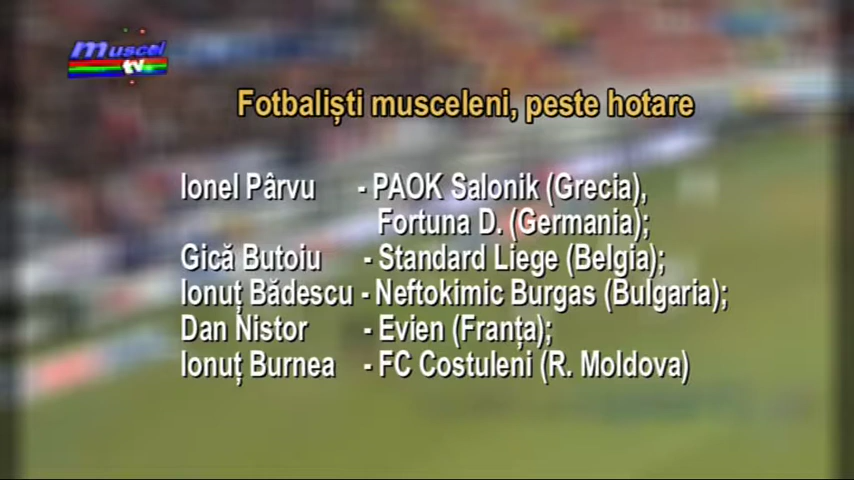 Muscel
tv
Fotbaliști musceleni, peste hotare
Ionel Pârvu - PAOK Salonik (Grecia),
Fortuna D. (Germania);
Gică Butoiu - Standard Liege (Belgia);
Ionuț Bădescu - Neftokimic Burgas (Bulgaria);
Dan Nistor - Evien (Franța);
Ionuț Burnea - FC Costuleni (R. Moldova)